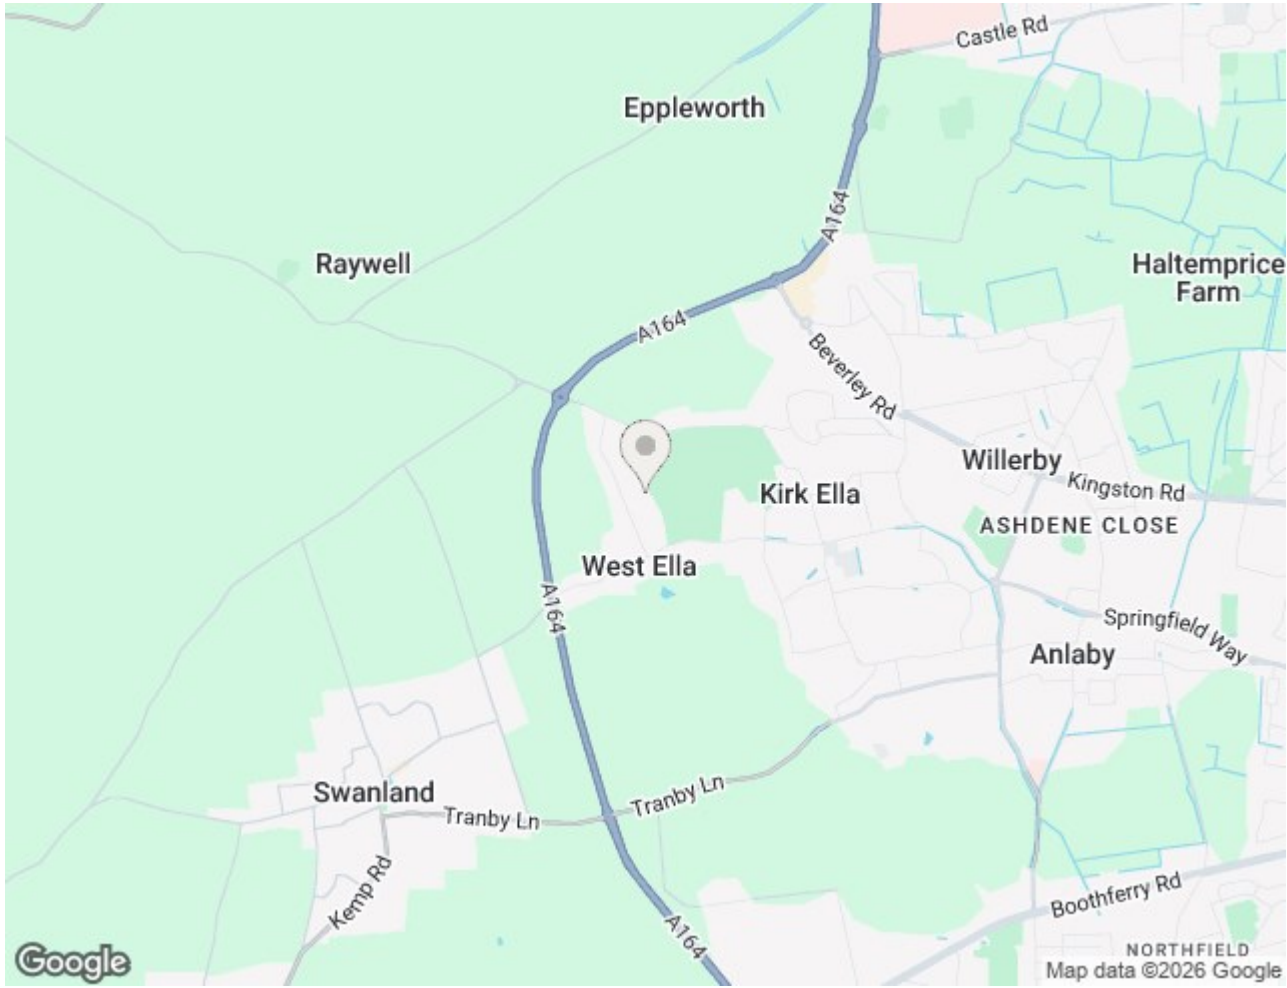 Castle Rd
Eppleworth
A164
Raywell
Haltemprice
Farm
A164
Beverley Rd
Willerby
Kingston Rd
Kirk Ella
ASHDENE CLOSE
West Ella
A164
Springfield Way
Anlaby
Swanland
Tranby Ln
Tranby Ln
Kemp Rd
Boothferry Rd
A164
NORTHFIELD
Google
Map data ©2026 Google